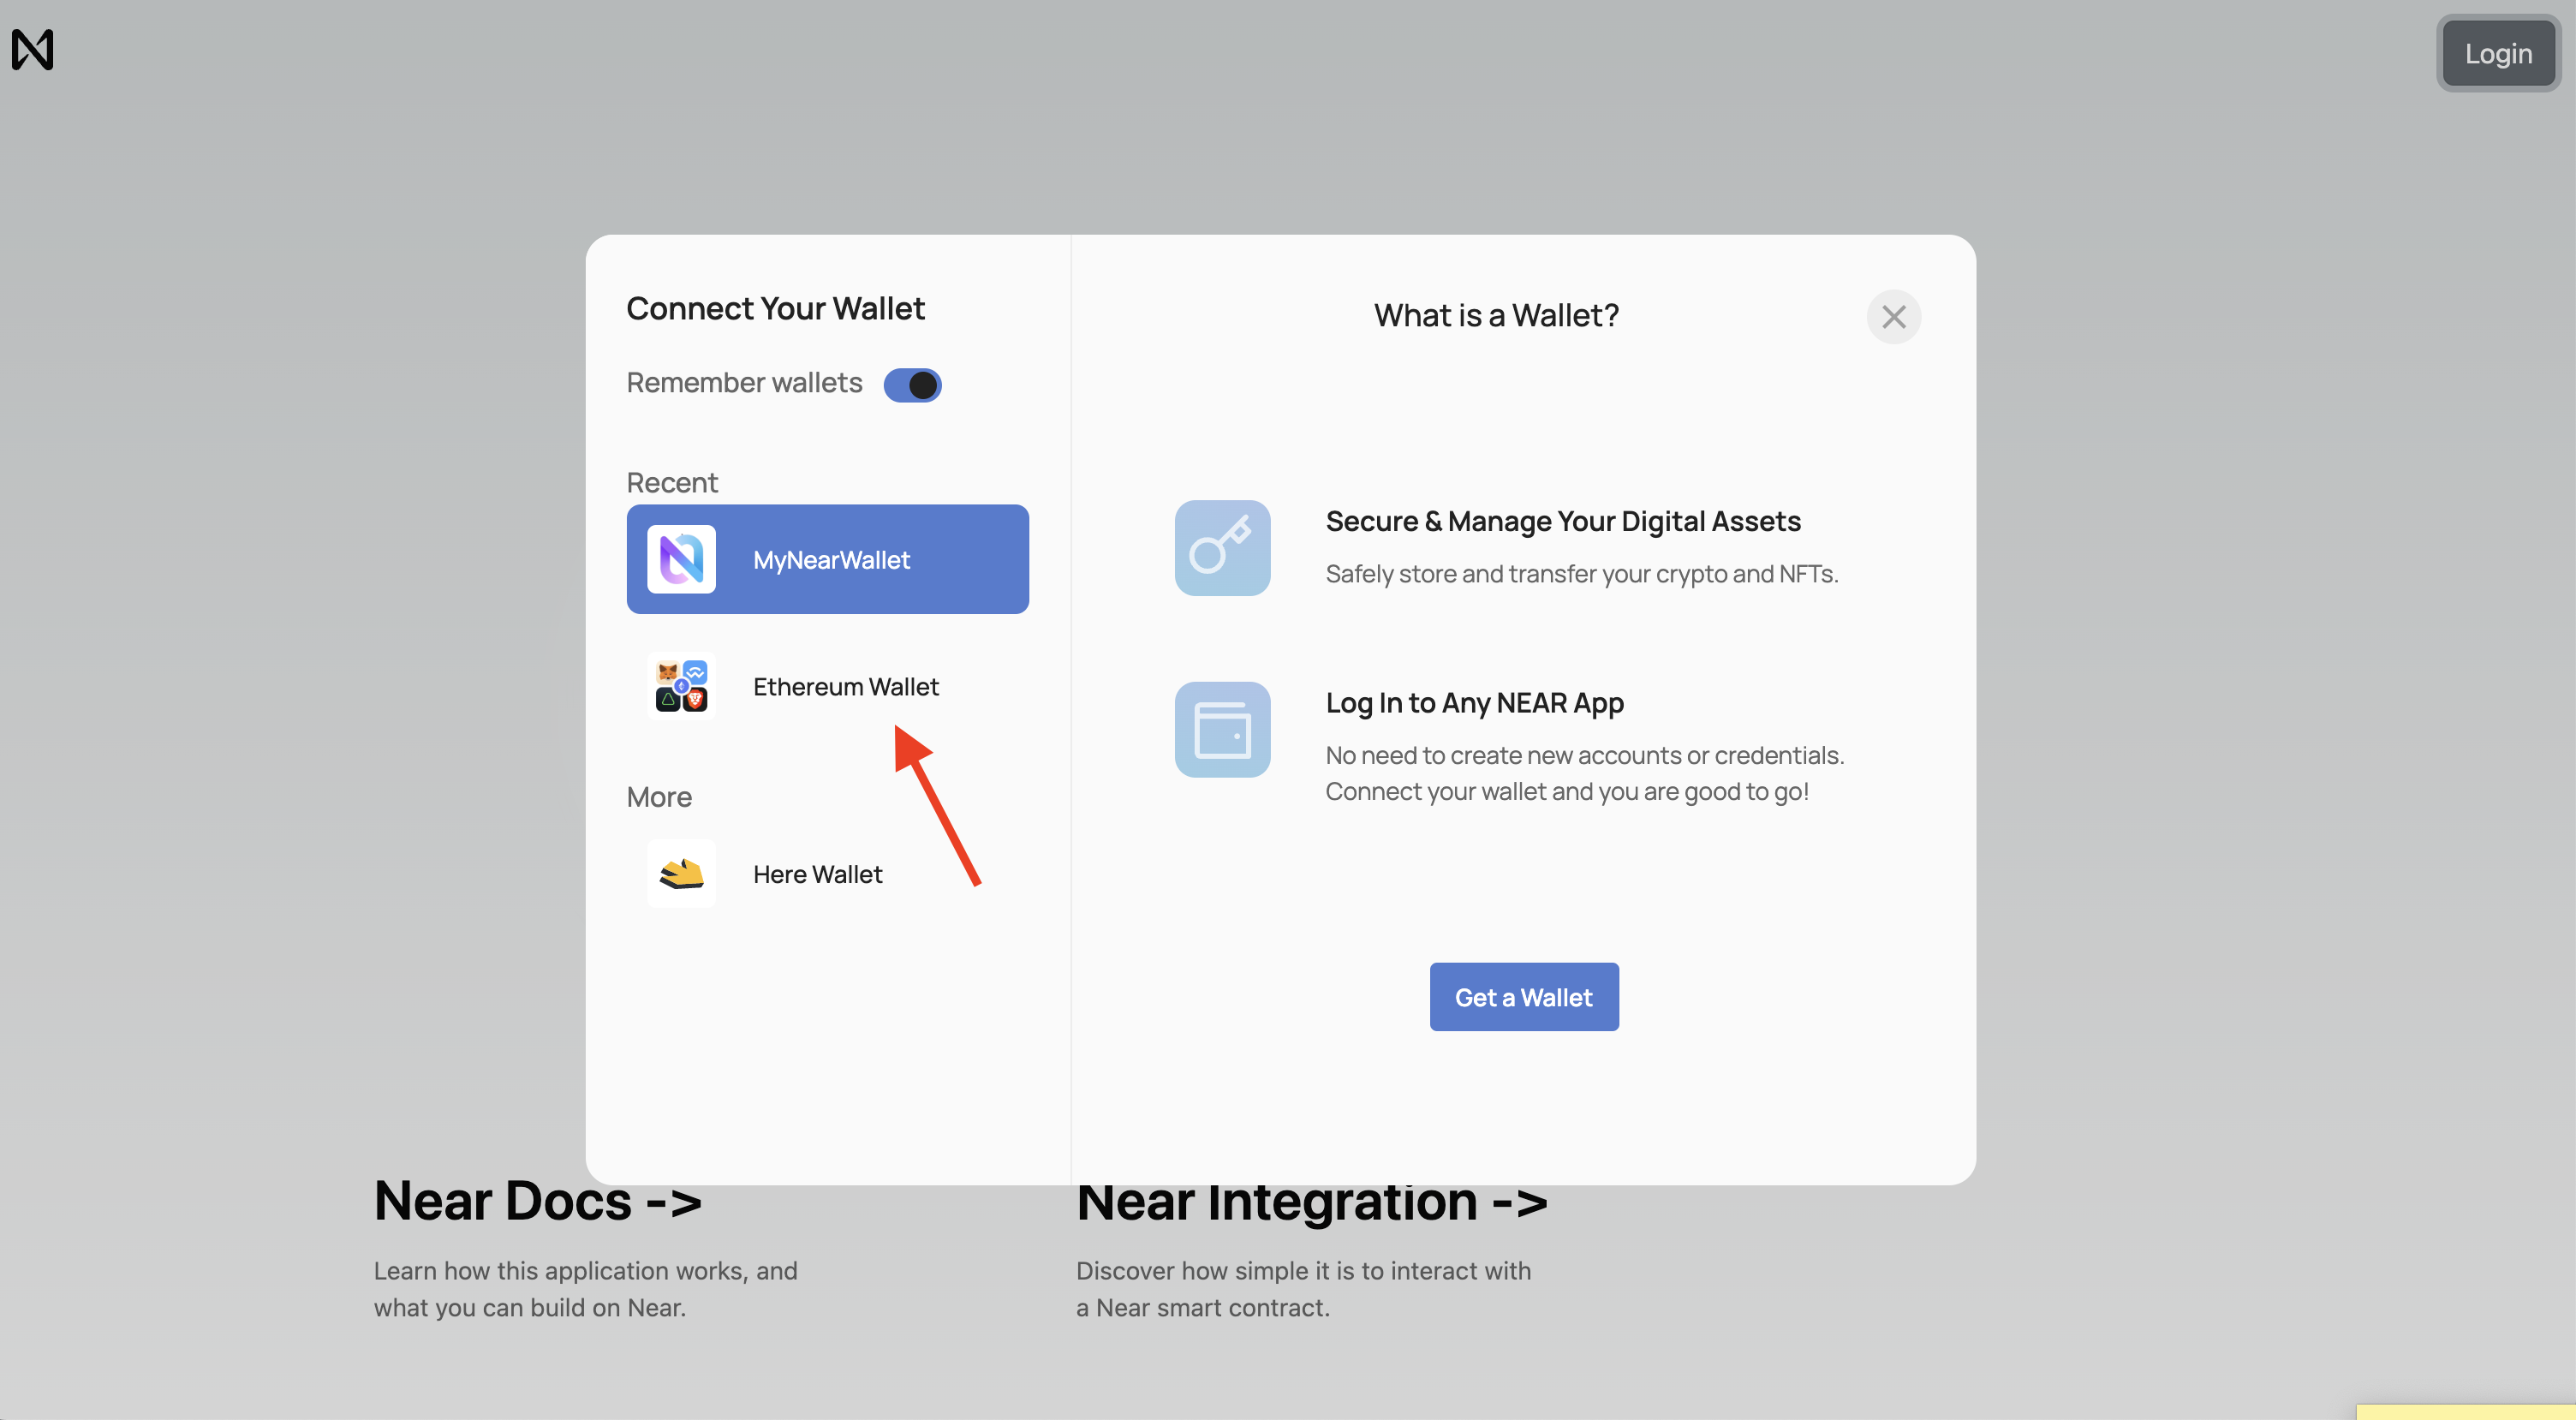 Login
Connect Your Wallet
Remember wallets
Recent
MyNearWallet
Ethereum Wallet
More
Here Wallet
What is a Wallet?
Secure & Manage Your Digital Assets
Safely store and transfer your crypto and NFTs.
Log In to Any NEAR App
No need to create new accounts or credentials.
Connect your wallet and you are good to go!
Get a Wallet
Near Docs ->
Learn how this application works, and
what you can build on Near.
Near Integration ->
Discover how simple it is to interact with
a Near smart contract.